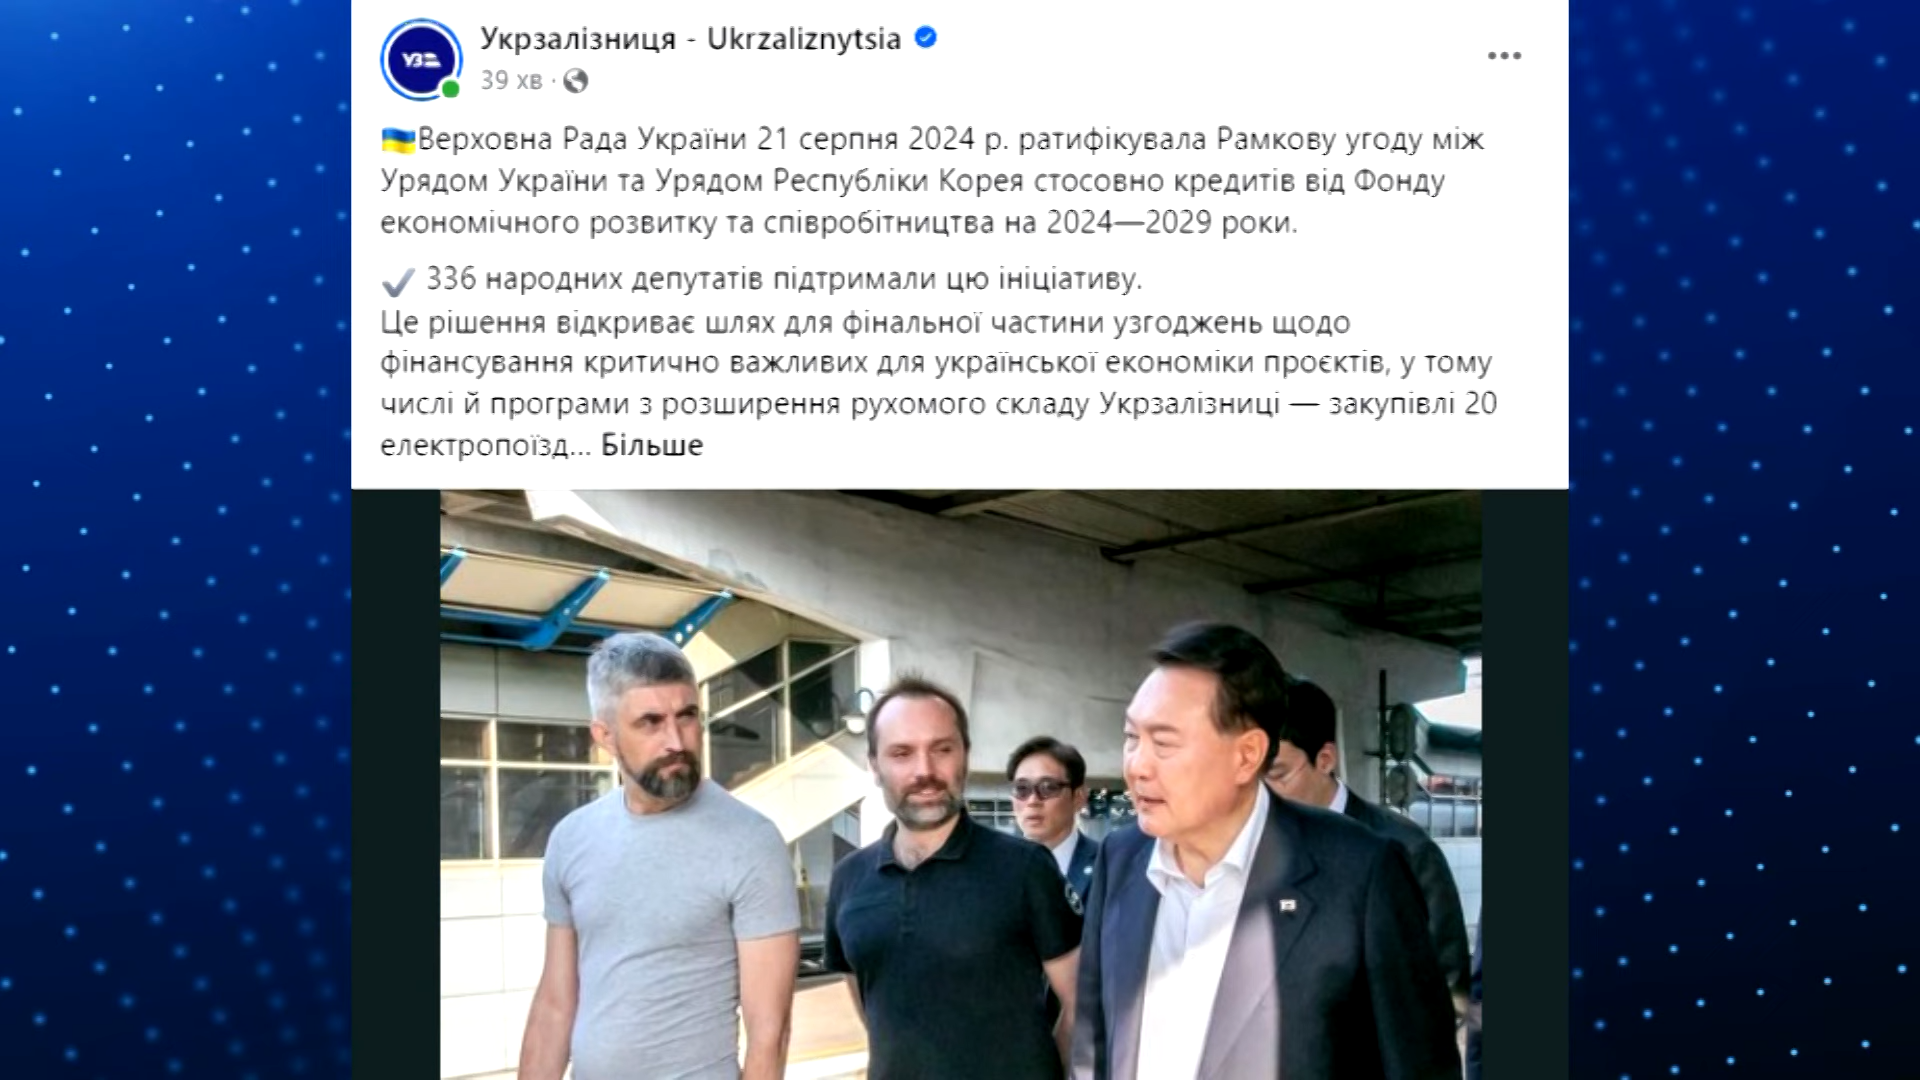 Укрзалізниця - Ukrzaliznytsia
УЗ
39 хв ·
Верховна Рада України 21 серпня 2024 р. ратифікувала Рамкову угоду між
Урядом України та Урядом Республіки Корея стосовно кредитів від Фонду
економічного розвитку та співробітництва на 2024—2029 роки.
336 народних депутатів підтримали цю ініціативу.
Це рішення відкриває шлях для фінальної частини узгоджень щодо
фінансування критично важливих для української економіки проєктів, у тому
числі й програми з розширення рухомого складу Укрзалізниці — закупівлі 20
електропоїзд... Більше